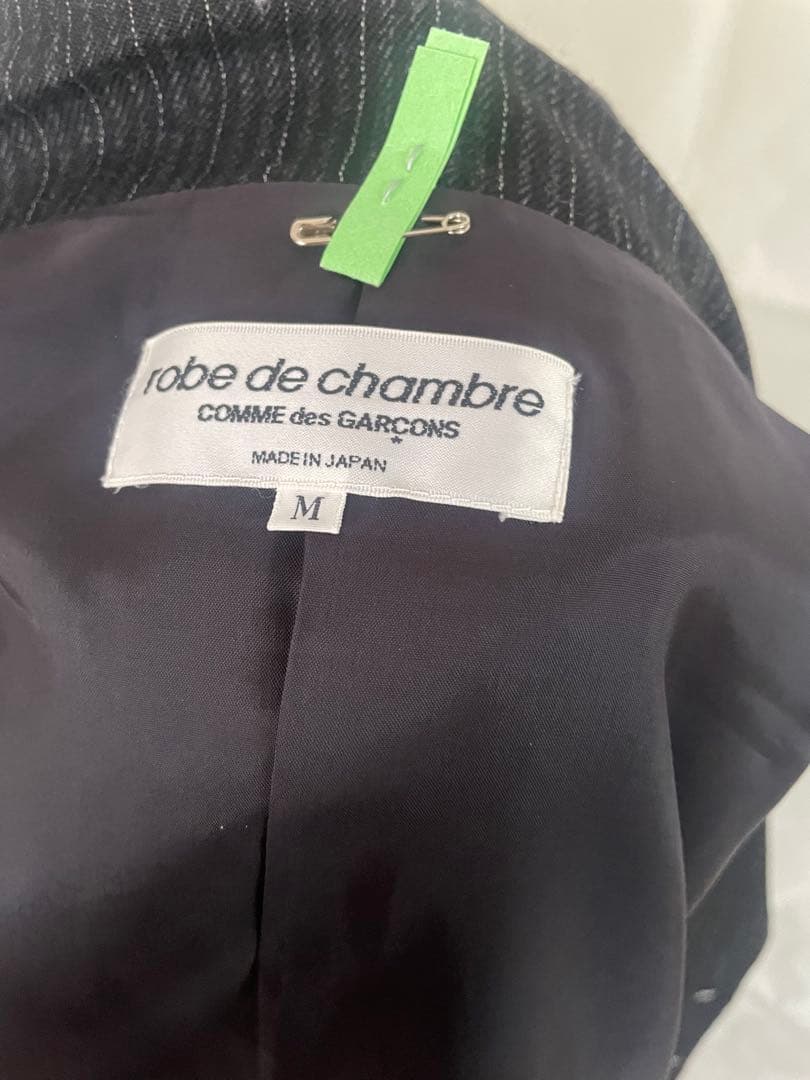 robe de chambre
COMME des GARÇONS
*
MADE IN JAPAN
M